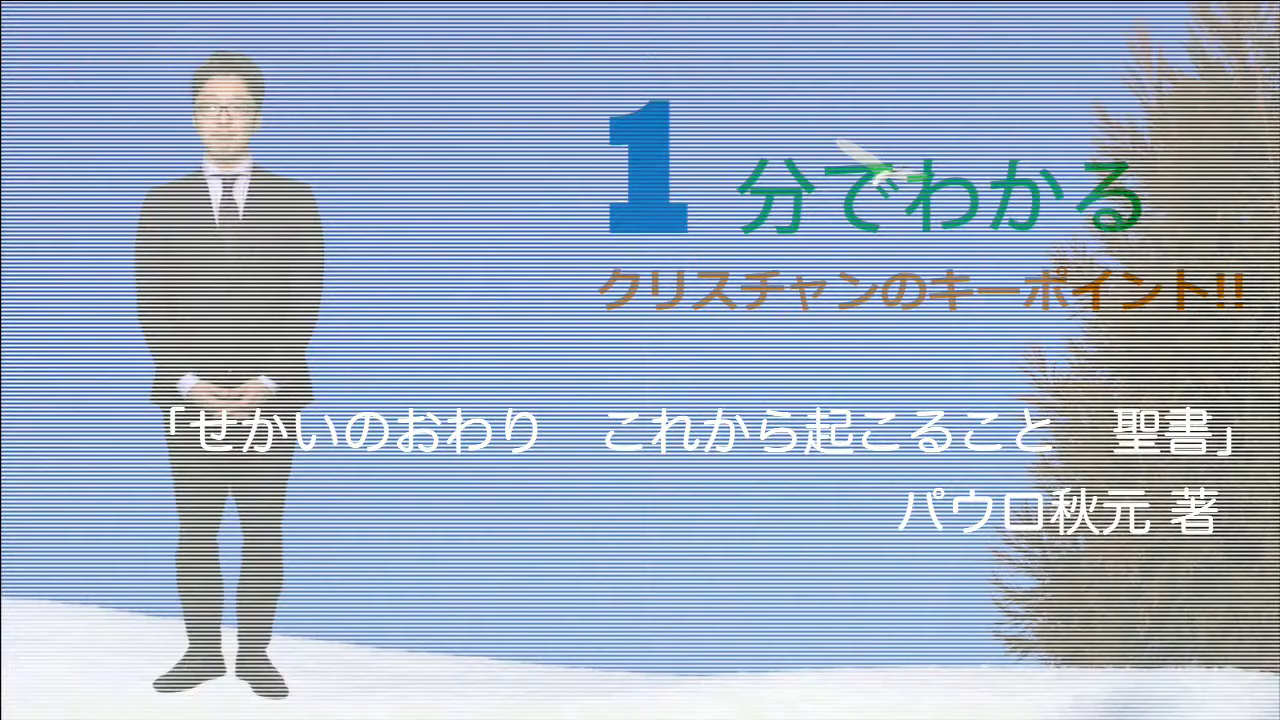 1分でわかる
クリスチャンのキーポイント!!
「せかいのおわり　これから起こること　聖書」
パウロ秋元 著